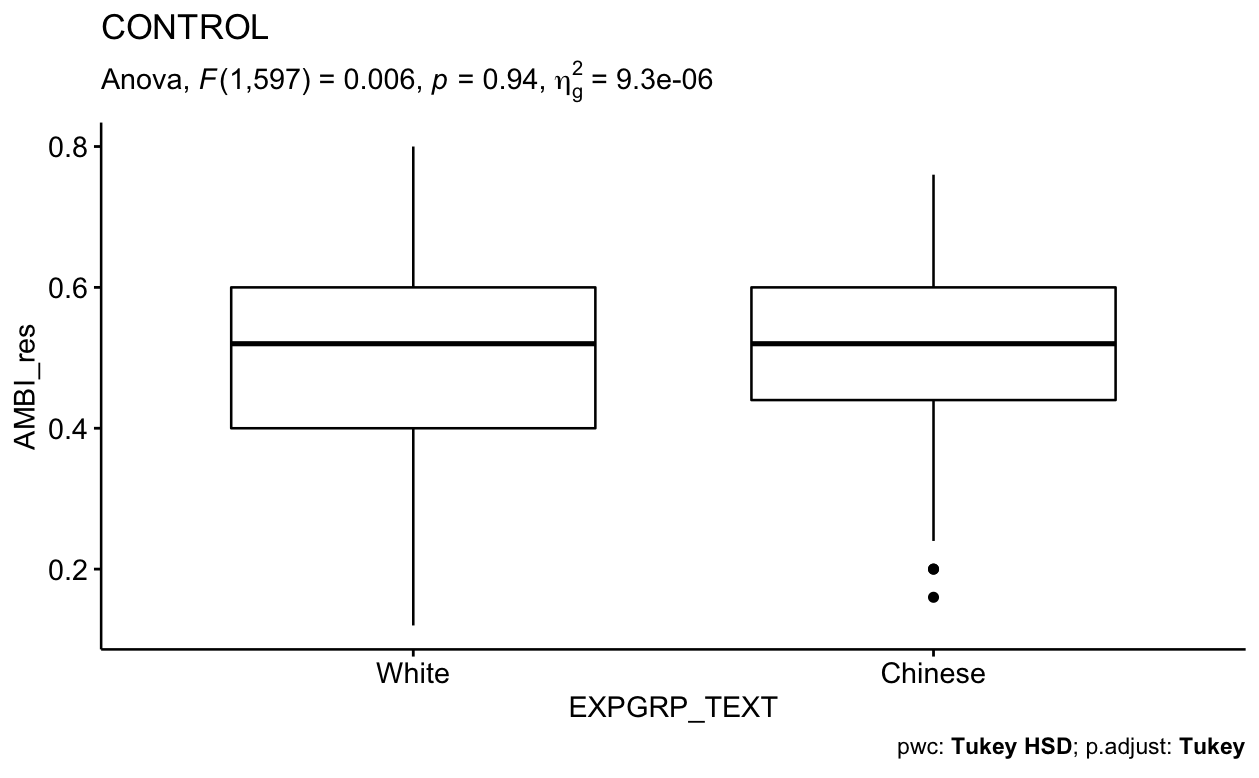 CONTROL
Anova, F(1,597) = 0.006, p = 0.94, η²g = 9.3e-06
0.8
0.6
0.4
0.2
AMBI_res
White
Chinese
EXPGRP_TEXT
pwc: Tukey HSD; p.adjust: Tukey